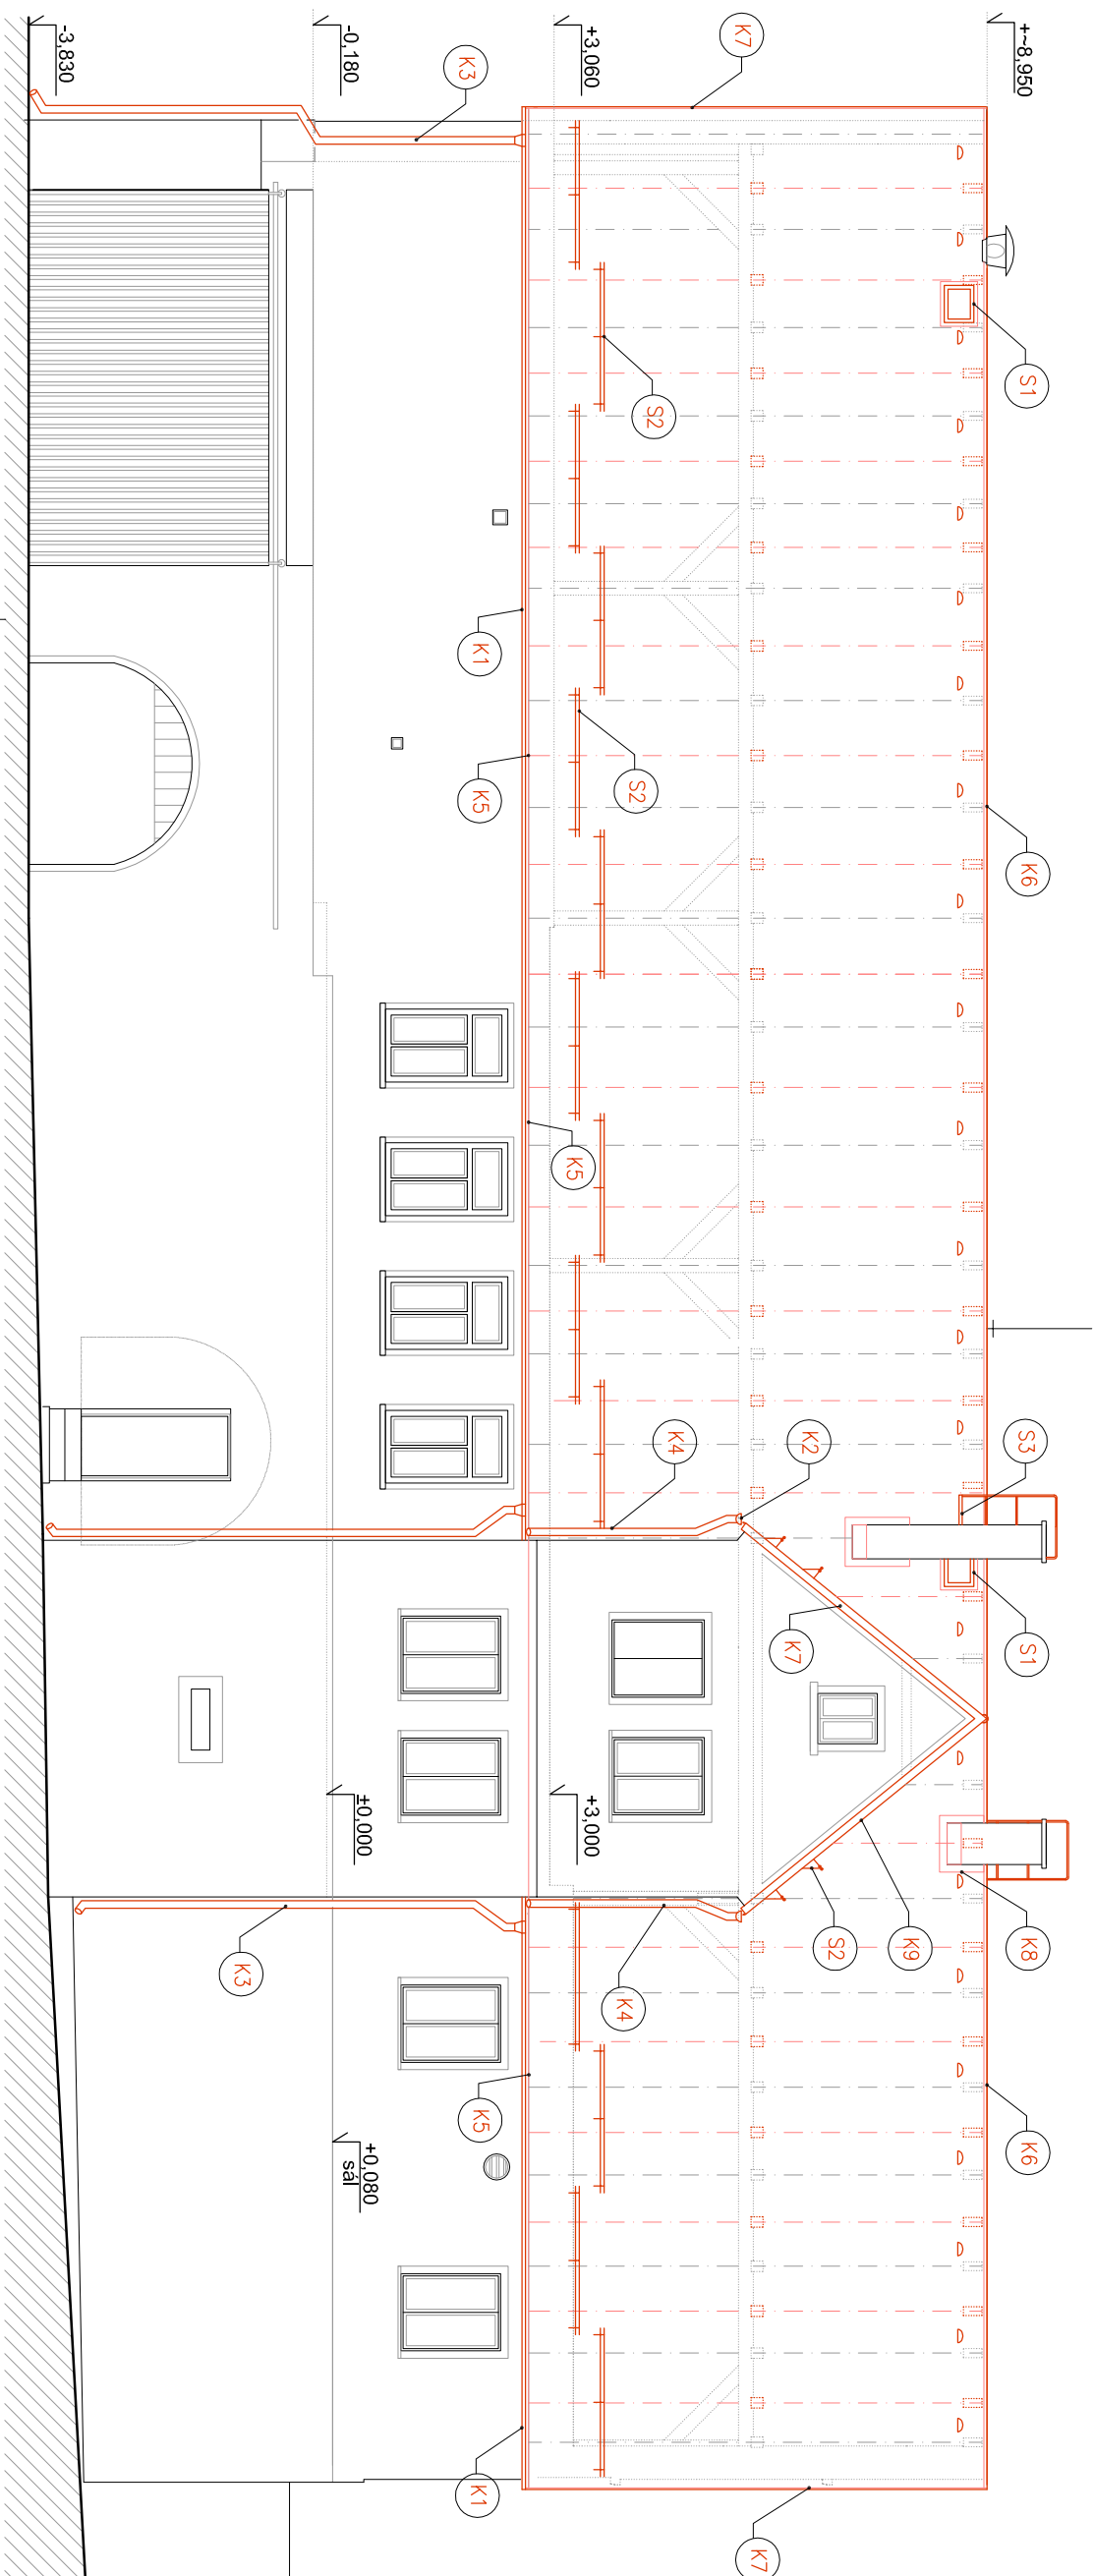 +~8,950
S1
K6
S3
S1
K8
K6
K9
S2
K2
K7
K7
K7
K4
S2
S2
K4
+3,060
+3,000
K5
K1
K5
K5
K1
K3
+0,080
sál
±0,000
-0,180
K3
-3,830